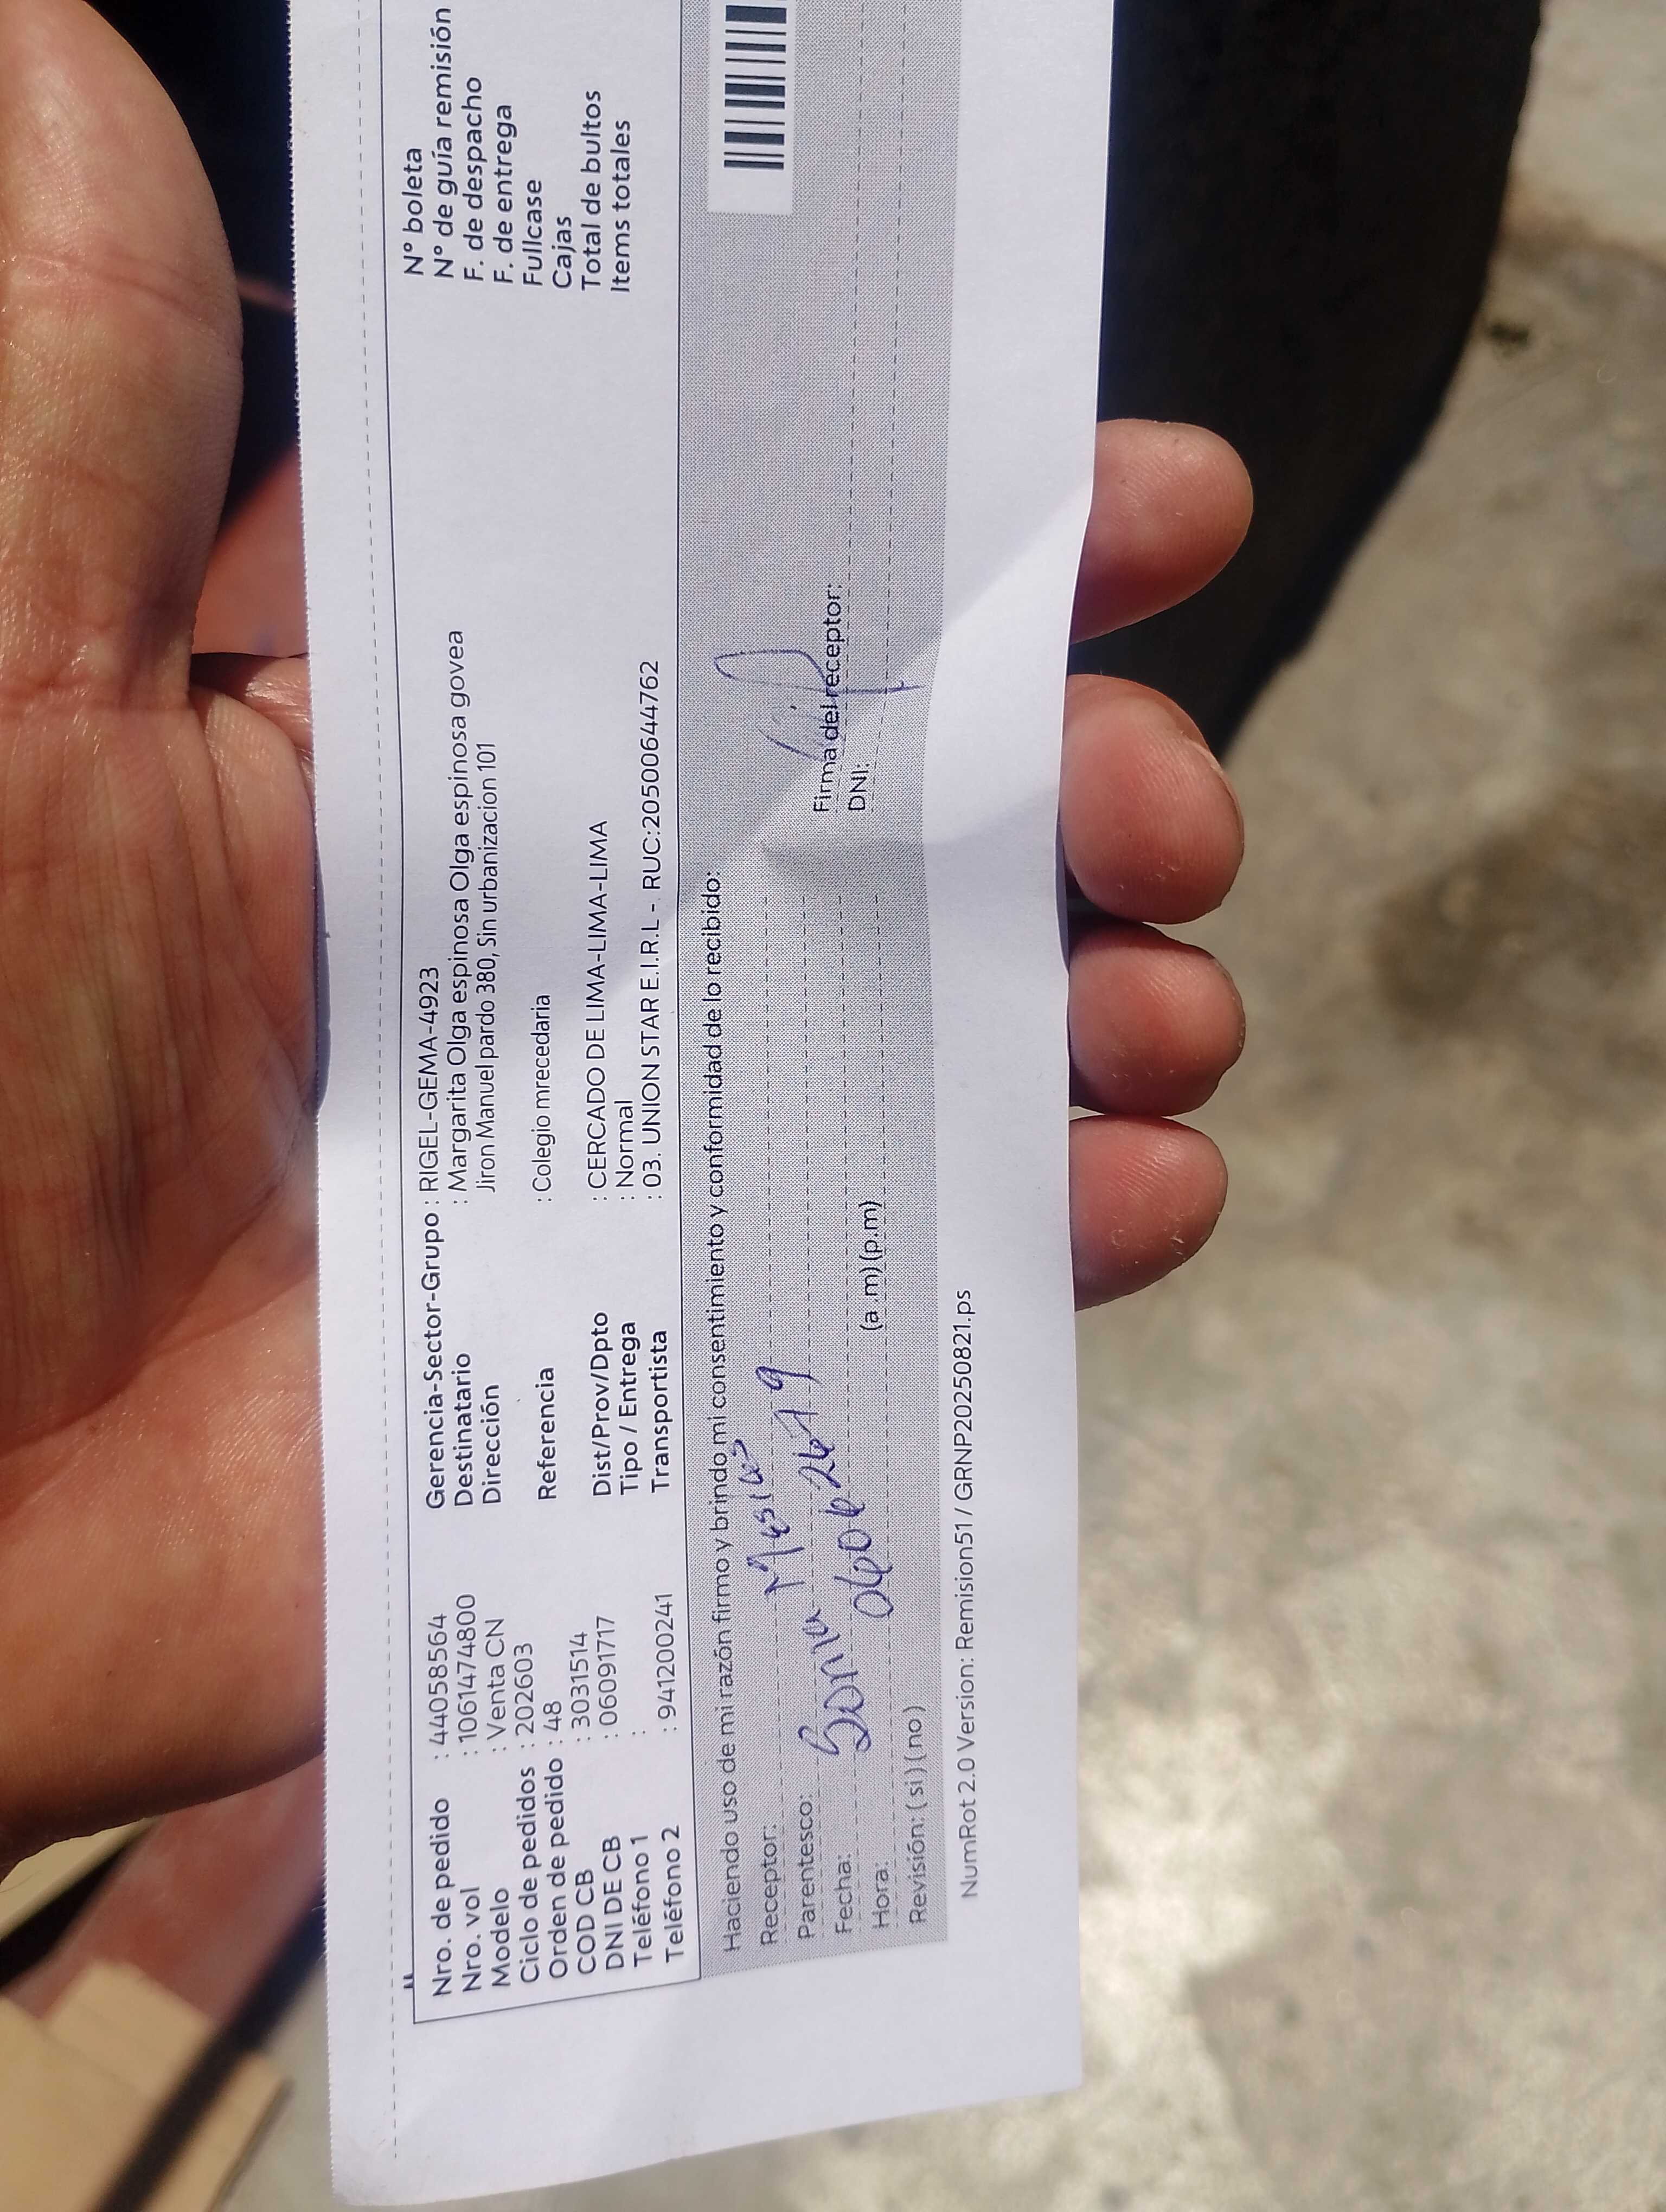 Nro. de pedido : 44058564
Nro. vol : 1061474800
Modelo : Venta CN
Ciclo de pedidos : 202603
Orden de pedido : 48
COD CB : 3031514
DNI DE CB : 06091717
Teléfono 1 :
Teléfono 2 : 941200241
Gerencia-Sector-Grupo : RIGEL-GEMA-4923
Destinatario : Margarita Olga espinosa Olga espinosa govea
Dirección Jiron Manuel pardo 380, Sin urbanizacion 101
Referencia : Colegio mrecedaria
Dist/Prov/Dpto : CERCADO DE LIMA-LIMA-LIMA
Tipo / Entrega : Normal
Transportista : 03. UNION STAR E.I.R.L - RUC:20500644762
N° boleta
N° de guía remisión
F. de despacho
F. de entrega
Fullcase
Cajas
Total de bultos
Items totales
Haciendo uso de mi razón firmo y brindo mi consentimiento y conformidad de lo recibido:
Receptor:
Parentesco: Sonia
Fecha:
Hora: (a .m) (p.m)
Revisión: ( si ) ( no )
Firma del receptor:
DNI:
NumRot 2.0 Version: Remision51 / GRNP20250821.ps